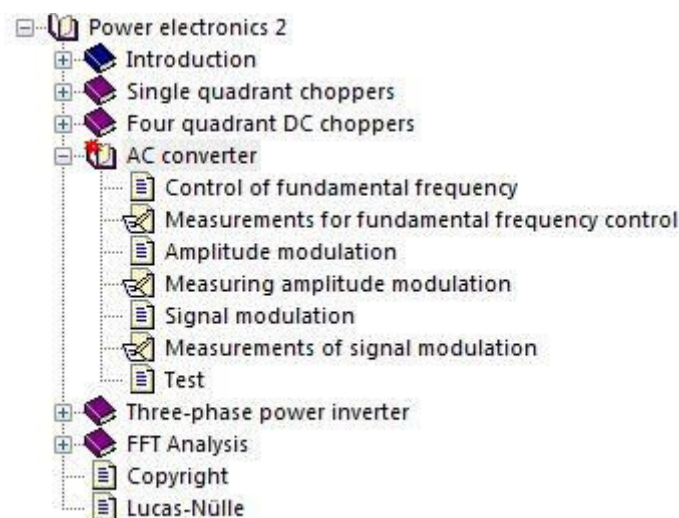 Power electronics 2
Introduction
Single quadrant choppers
Four quadrant DC choppers
AC converter
Control of fundamental frequency
Measurements for fundamental frequency control
Amplitude modulation
Measuring amplitude modulation
Signal modulation
Measurements of signal modulation
Test
Three-phase power inverter
FFT Analysis
Copyright
Lucas-Nülle